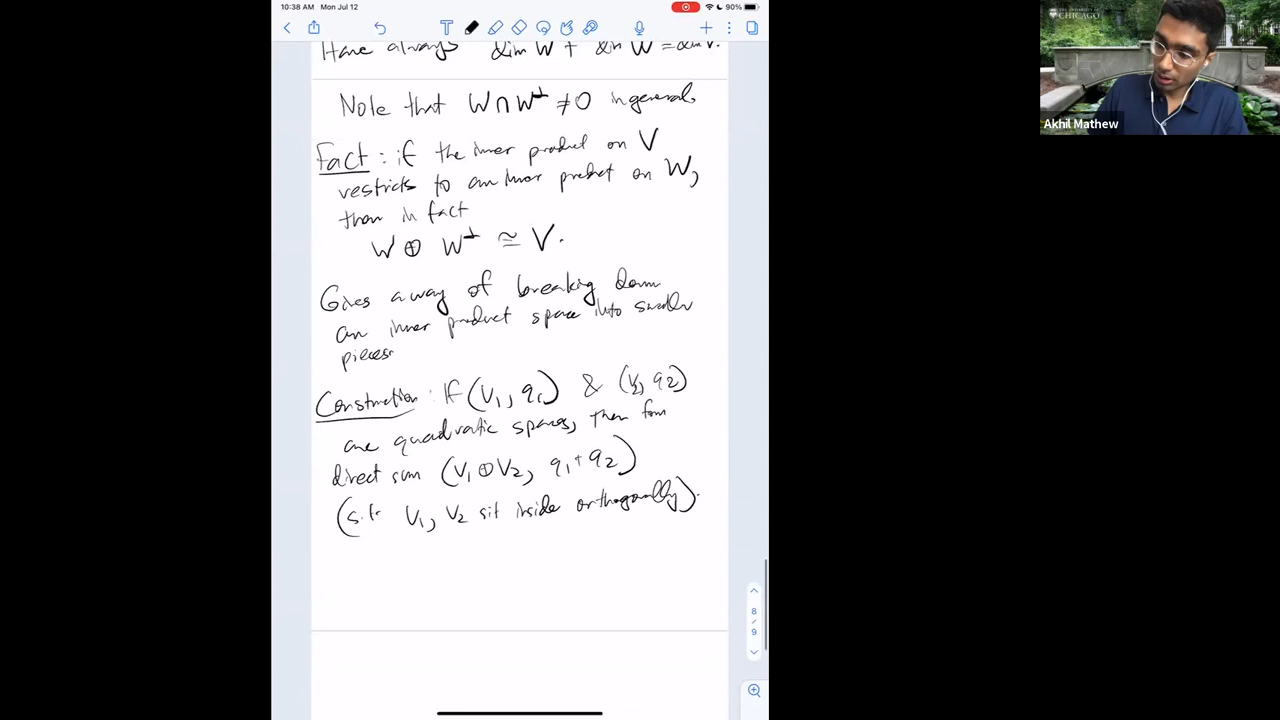 10:38 AM Mon Jul 12
90%
T
Have always dim W + dim W = dim V.
Note that W ∩ W⊥ ≠ 0 in general.
Fact: if the inner product on V
restricts to an inner product on W,
then in fact
W ⊕ W⊥ ≅ V.
Gives a way of breaking down
an inner product space into smaller
pieces
Construction: If (V1, q1) & (V2, q2)
are quadratic spaces, then form
direct sum (V1 ⊕ V2, q1 + q2)
(s.t. V1, V2 sit inside orthogonally).
8
/
9
THE UNIVERSITY OF
CHICAGO
Akhil Mathew